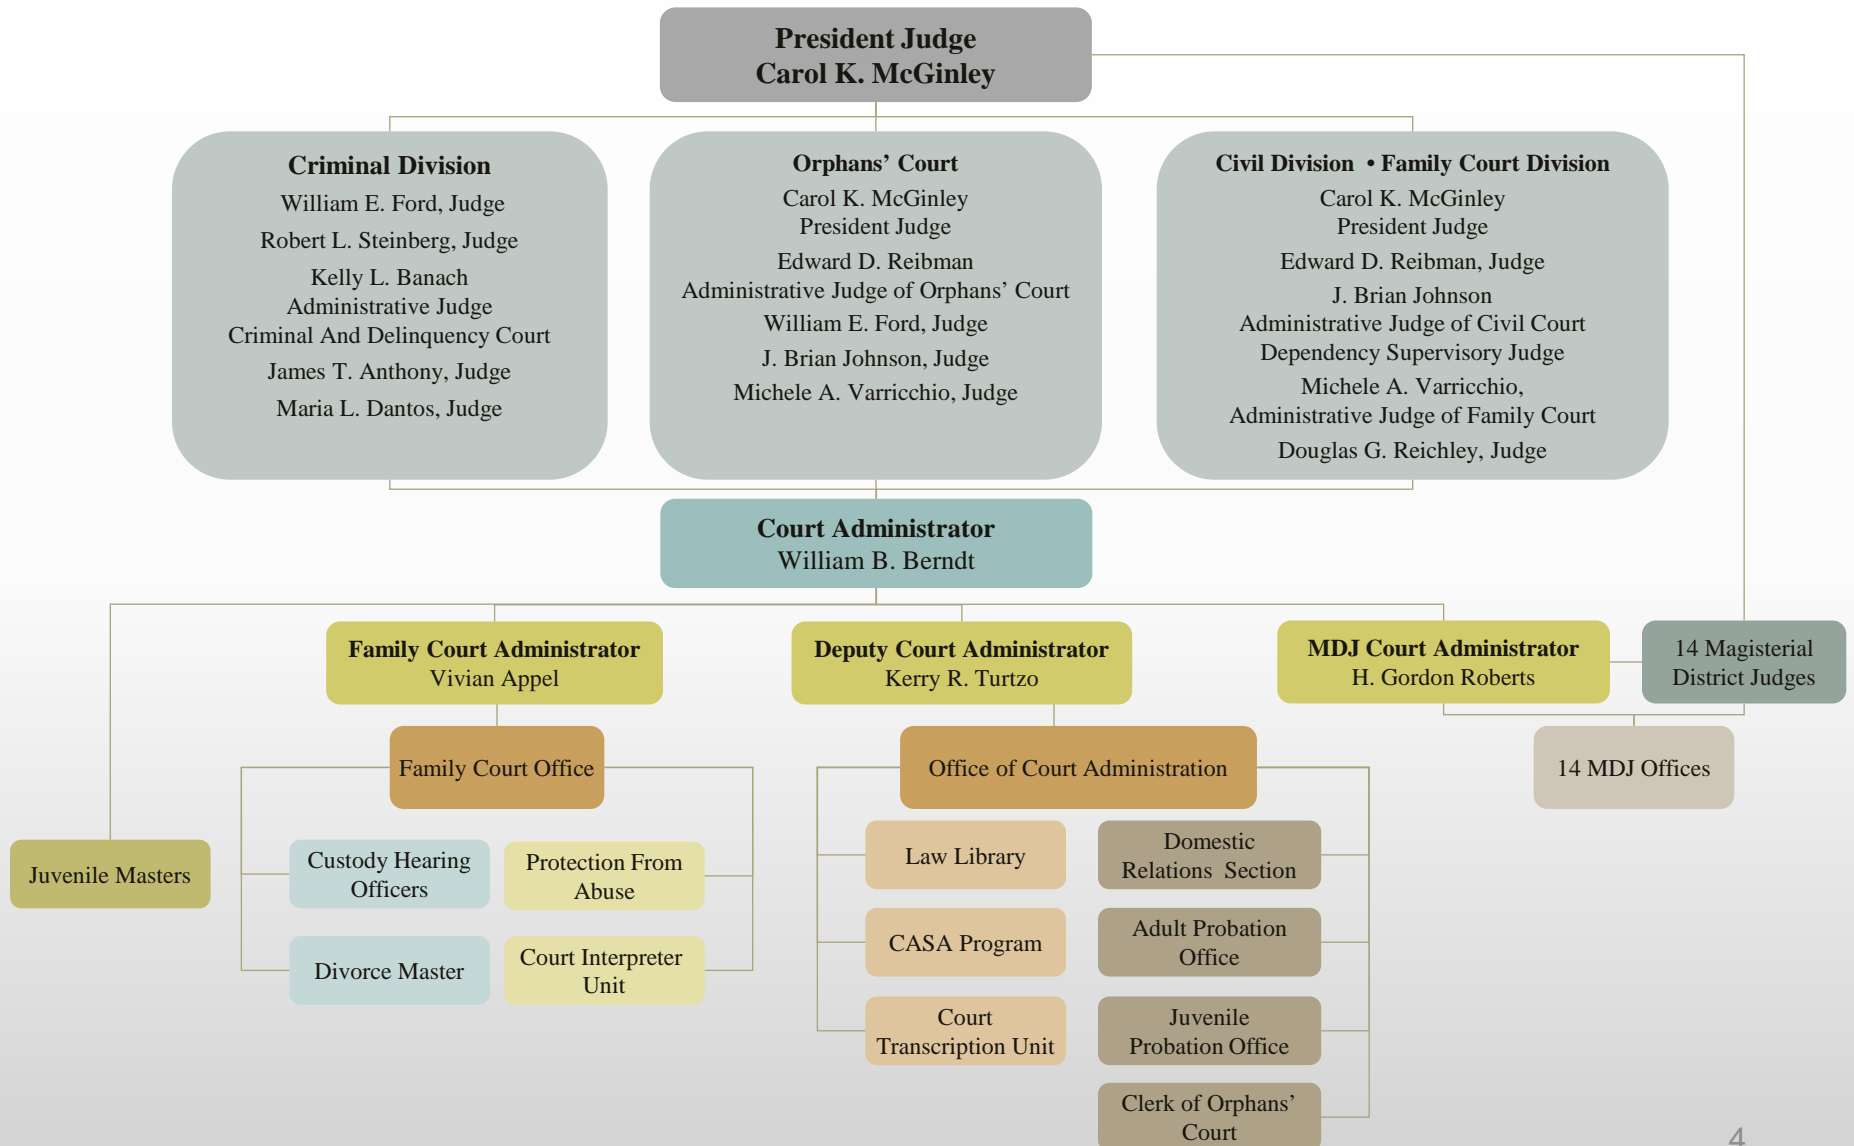 President Judge
Carol K. McGinley
Criminal Division
William E. Ford, Judge
Robert L. Steinberg, Judge
Kelly L. Banach
Administrative Judge
Criminal And Delinquency Court
James T. Anthony, Judge
Maria L. Dantos, Judge
Orphans’ Court
Carol K. McGinley
President Judge
Edward D. Reibman
Administrative Judge of Orphans’ Court
William E. Ford, Judge
J. Brian Johnson, Judge
Michele A. Varricchio, Judge
Civil Division • Family Court Division
Carol K. McGinley
President Judge
Edward D. Reibman, Judge
J. Brian Johnson
Administrative Judge of Civil Court
Dependency Supervisory Judge
Michele A. Varricchio,
Administrative Judge of Family Court
Douglas G. Reichley, Judge
Court Administrator
William B. Berndt
Family Court Administrator
Vivian Appel
Deputy Court Administrator
Kerry R. Turtzo
MDJ Court Administrator
H. Gordon Roberts
14 Magisterial
District Judges
Family Court Office
Office of Court Administration
14 MDJ Offices
Juvenile Masters
Custody Hearing
Officers
Protection From
Abuse
Divorce Master
Court Interpreter
Unit
Law Library
Domestic
Relations Section
CASA Program
Adult Probation
Office
Court
Transcription Unit
Juvenile
Probation Office
Clerk of Orphans’
Court
4